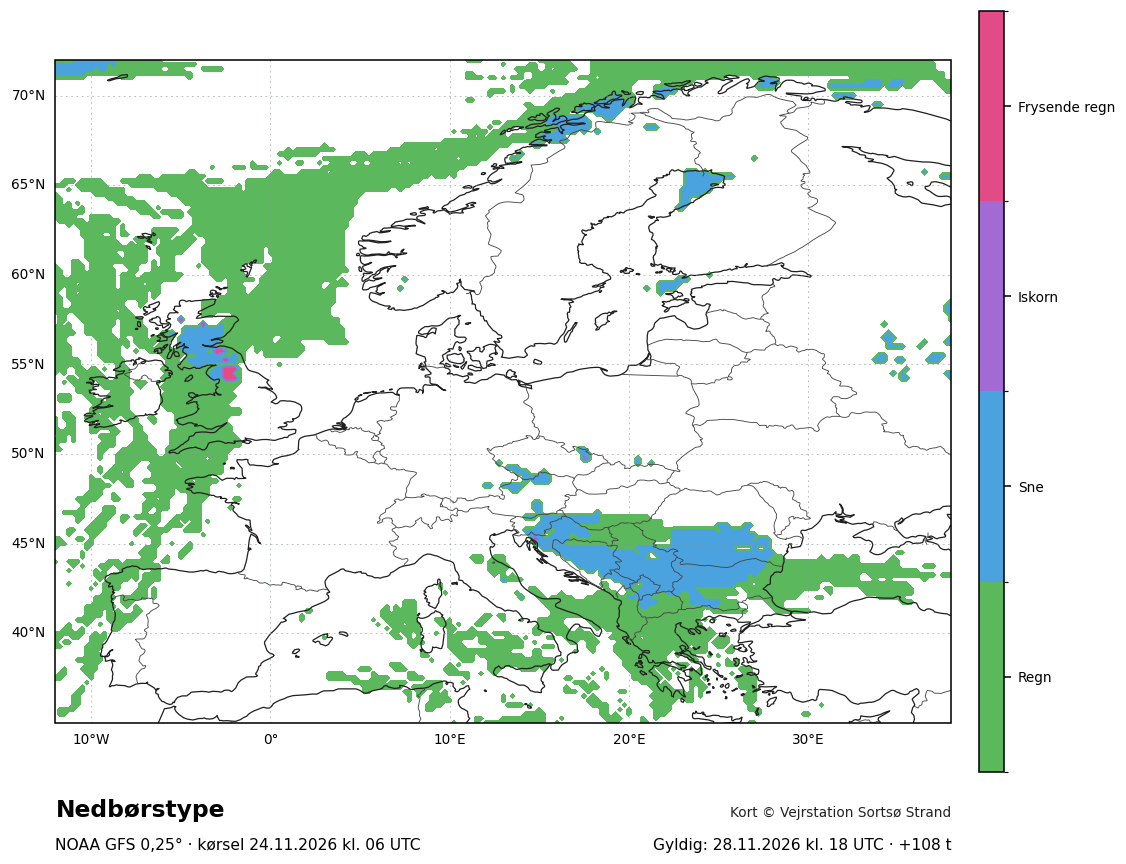 70°N
65°N
60°N
55°N
50°N
45°N
40°N
10°W
0°
10°E
20°E
30°E
Frysende regn
Iskorn
Sne
Regn
Nedbørstype
Kort © Vejrstation Sortsø Strand
NOAA GFS 0,25° · kørsel 24.11.2026 kl. 06 UTC
Gyldig: 28.11.2026 kl. 18 UTC · +108 t